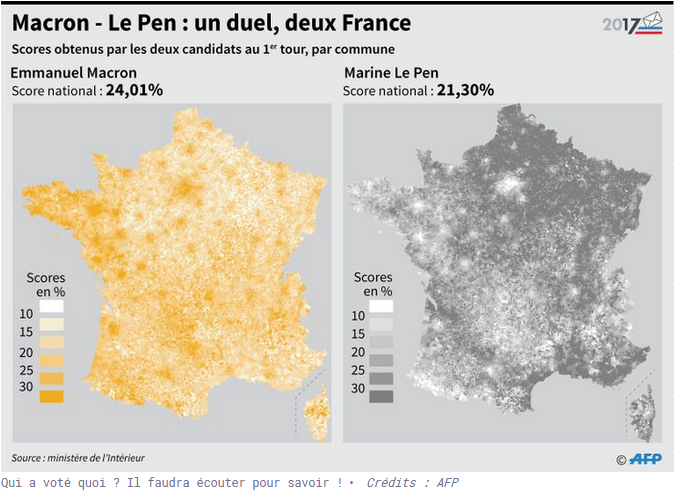 Macron - Le Pen : un duel, deux France
2017
Scores obtenus par les deux candidats au 1er tour, par commune
Emmanuel Macron
Score national : 24,01%
Marine Le Pen
Score national : 21,30%
Scores
en %
10
15
20
25
30
Scores
en %
10
15
20
25
30
Source : ministère de l'Intérieur
© AFP
Qui a voté quoi ? Il faudra écouter pour savoir ! • Crédits : AFP